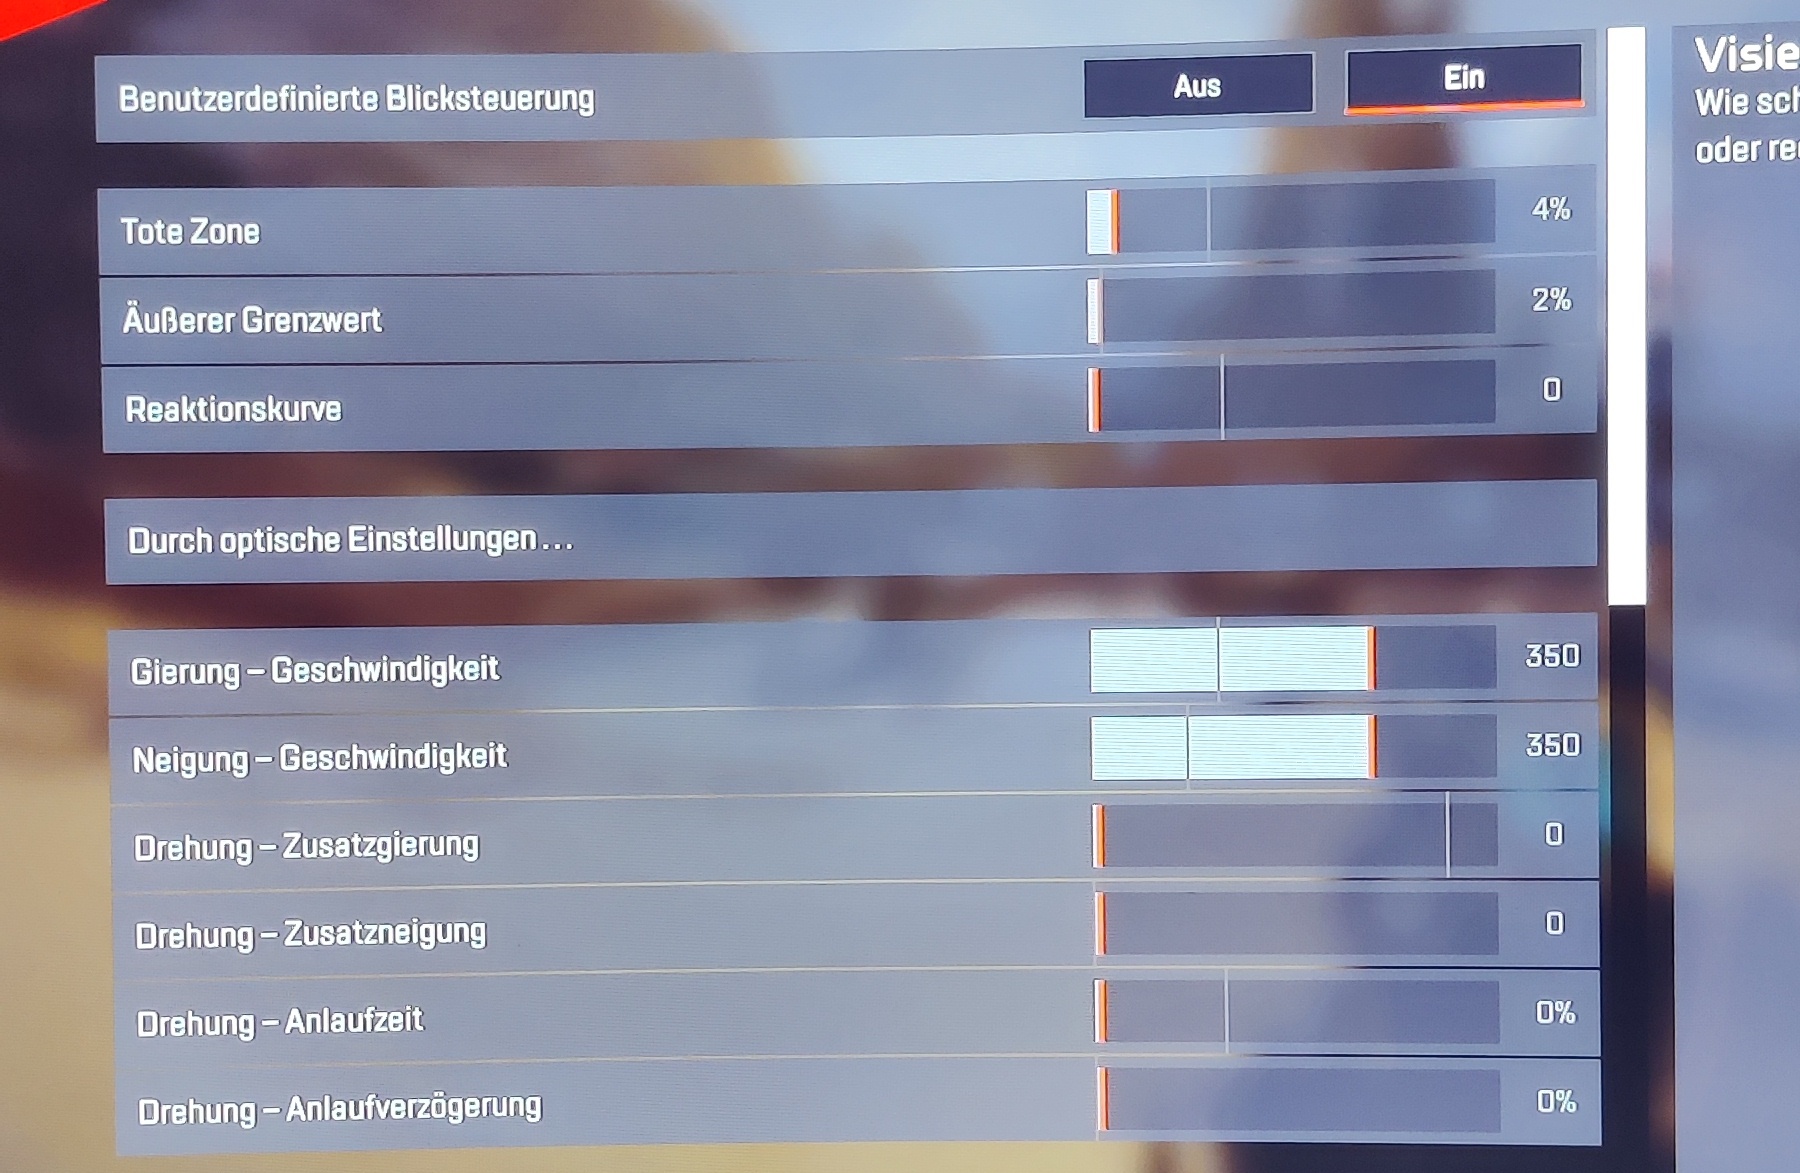 Benutzerdefinierte Blicksteuerung Aus Ein
Tote Zone 4%
Äußerer Grenzwert 2%
Reaktionskurve 0
Durch optische Einstellungen...
Gierung – Geschwindigkeit 350
Neigung – Geschwindigkeit 350
Drehung – Zusatzgierung 0
Drehung – Zusatzneigung 0
Drehung – Anlaufzeit 0%
Drehung – Anlaufverzögerung 0%
Visie
Wie sch
oder re